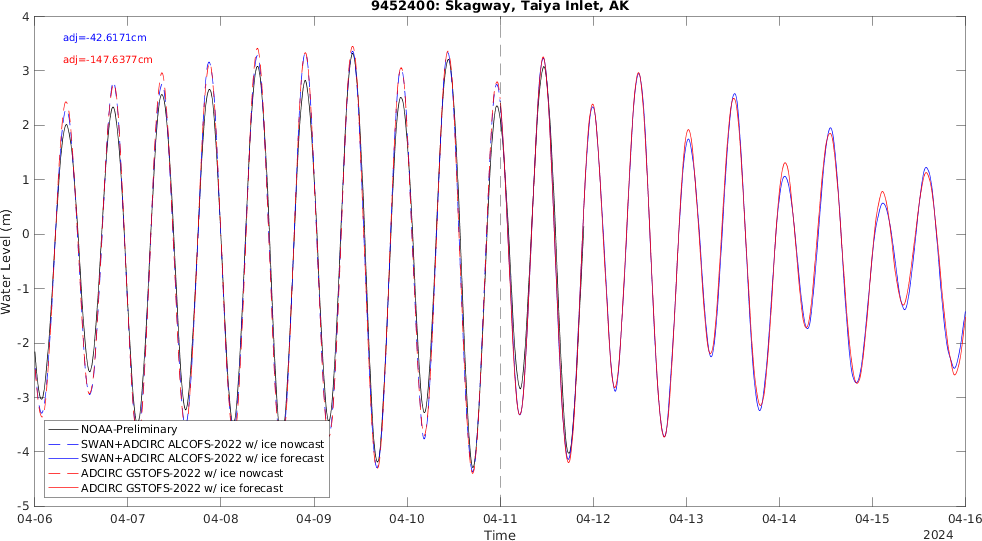 9452400: Skagway, Taiya Inlet, AK
adj=-42.6171cm
adj=-147.6377cm
Water Level (m)
4
3
2
1
0
-1
-2
-3
-4
-5
NOAA-Preliminary
SWAN+ADCIRC ALCOFS-2022 w/ ice nowcast
SWAN+ADCIRC ALCOFS-2022 w/ ice forecast
ADCIRC GSTOFS-2022 w/ ice nowcast
ADCIRC GSTOFS-2022 w/ ice forecast
04-06 04-07 04-08 04-09 04-10 04-11 04-12 04-13 04-14 04-15 04-16
Time
2024